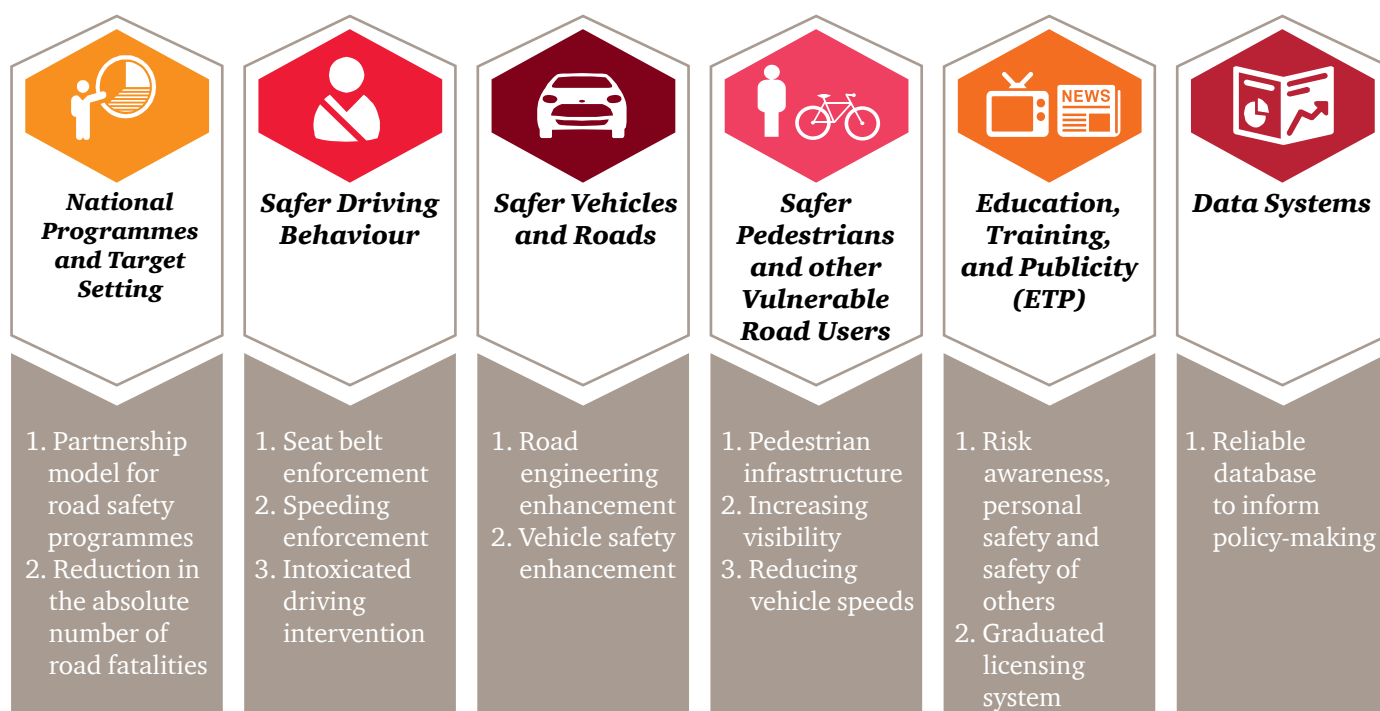 National
Programmes
and Target
Setting
1. Partnership
model for
road safety
programmes
2. Reduction in
the absolute
number of
road fatalities
Safer Driving
Behaviour
1. Seat belt
enforcement
2. Speeding
enforcement
3. Intoxicated
driving
intervention
Safer Vehicles
and Roads
1. Road
engineering
enhancement
2. Vehicle safety
enhancement
Safer
Pedestrians
and other
Vulnerable
Road Users
1. Pedestrian
infrastructure
2. Increasing
visibility
3. Reducing
vehicle speeds
NEWS
Education,
Training,
and Publicity
(ETP)
1. Risk
awareness,
personal
safety and
safety of
others
2. Graduated
licensing
system
Data Systems
1. Reliable
database
to inform
policy-making